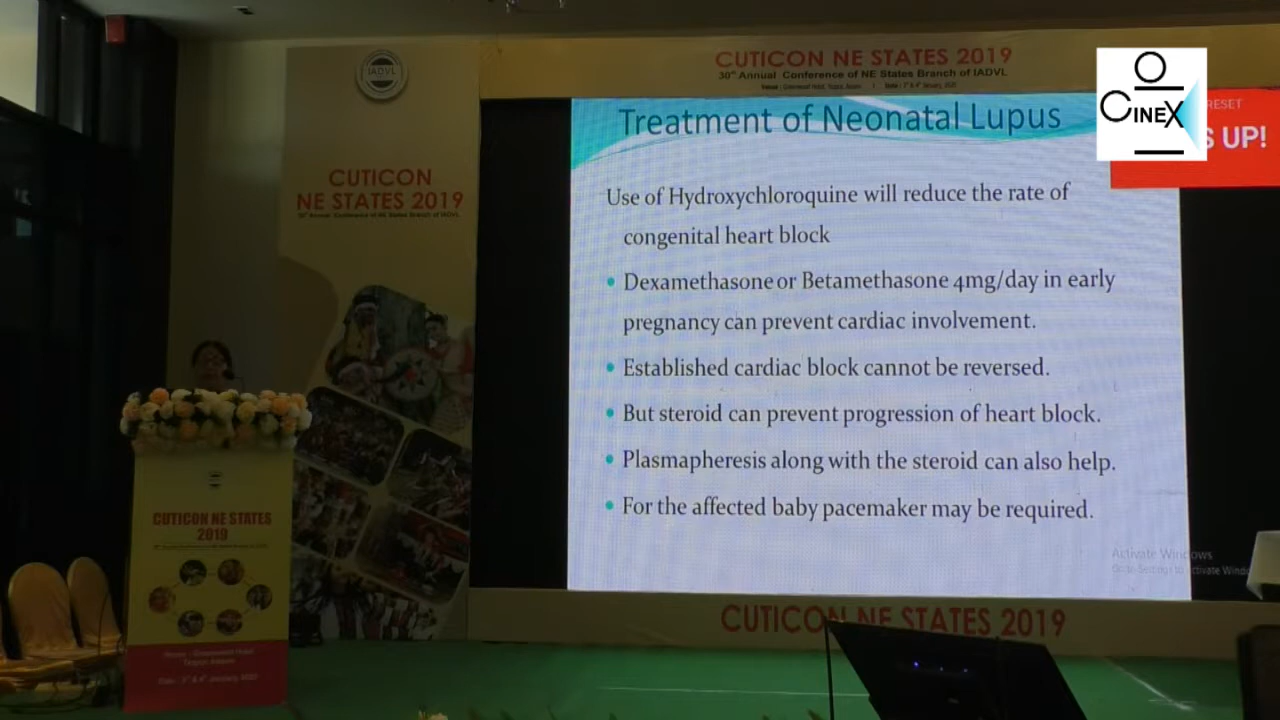 CUTICON NE STATES 2019
30th Annual Conference of NE States Branch of IADVL
IADVL
CUTICON
NE STATES 2019
CINEX
RESET
S UP!
Treatment of Neonatal Lupus
Use of Hydroxychloroquine will reduce the rate of
congenital heart block
• Dexamethasone or Betamethasone 4mg/day in early
pregnancy can prevent cardiac involvement.
• Established cardiac block cannot be reversed.
• But steroid can prevent progression of heart block.
• Plasmapheresis along with the steroid can also help.
• For the affected baby pacemaker may be required.
Activate Windows
CUTICON NE STATES
2019
CUTICON NE STATES 2019